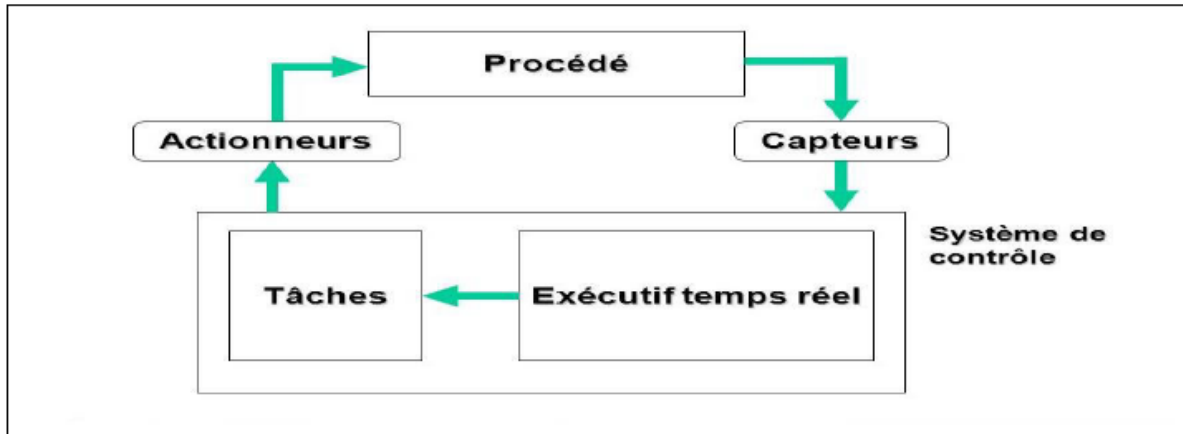 Procédé
Actionneurs
Capteurs
Système de
contrôle
Tâches
Exécutif temps réel